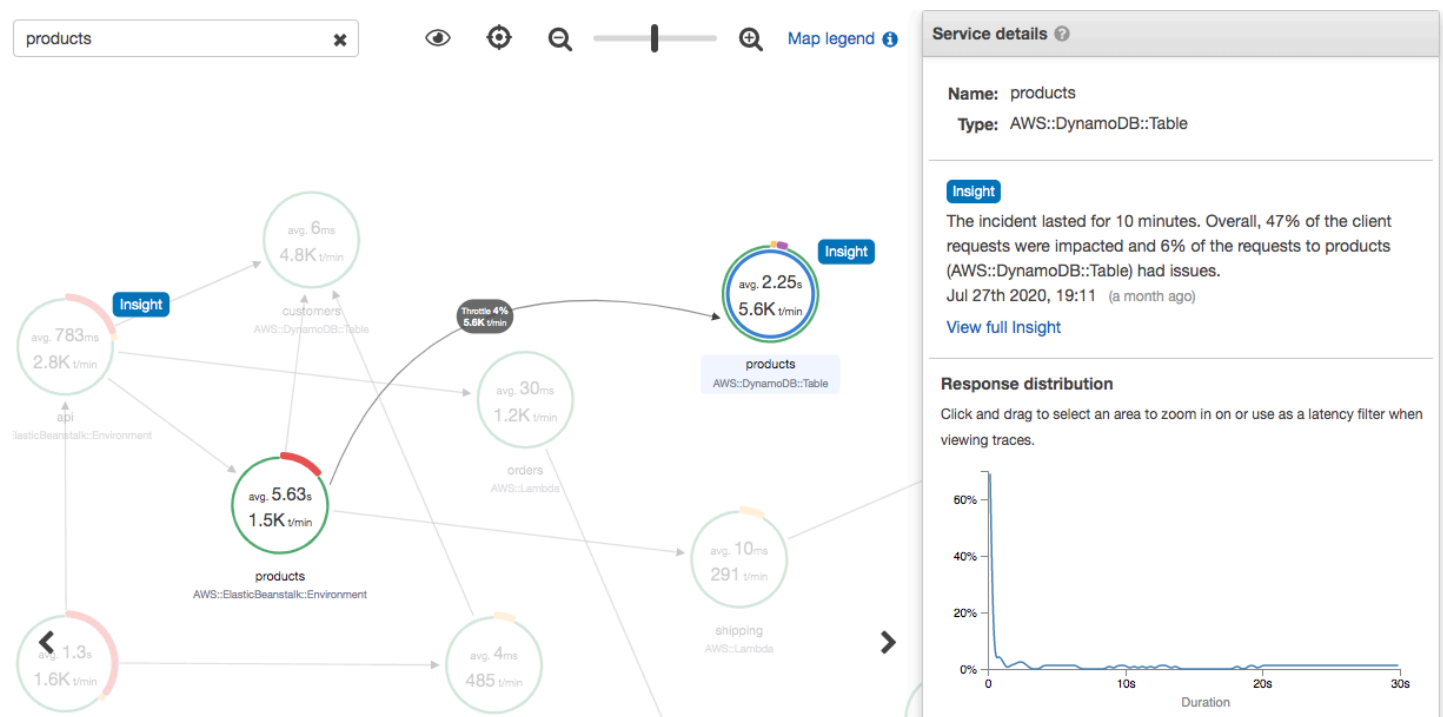 products
Map legend
Service details
Name: products
Type: AWS::DynamoDB::Table
Insight
The incident lasted for 10 minutes. Overall, 47% of the client
requests were impacted and 6% of the requests to products
(AWS::DynamoDB::Table) had issues.
Jul 27th 2020, 19:11 (a month ago)
View full Insight
Response distribution
Click and drag to select an area to zoom in on or use as a latency filter when
viewing traces.
60%
40%
20%
0%
0
10s
20s
30s
Duration
avg. 6ms
4.8K t/min
customers
AWS::DynamoDB::Table
Insight
avg. 2.25s
5.6K t/min
products
AWS::DynamoDB::Table
Insight
avg. 783ms
2.8K t/min
api
lasticBeanstalk::Environment
Throttle 4%
5.6K t/min
avg. 30ms
1.2K t/min
orders
AWS::Lambda
avg. 5.63s
1.5K t/min
products
AWS::ElasticBeanstalk::Environment
avg. 10ms
291 t/min
shipping
AWS::Lambda
avg. 1.3s
1.6K t/min
avg. 4ms
485 t/min